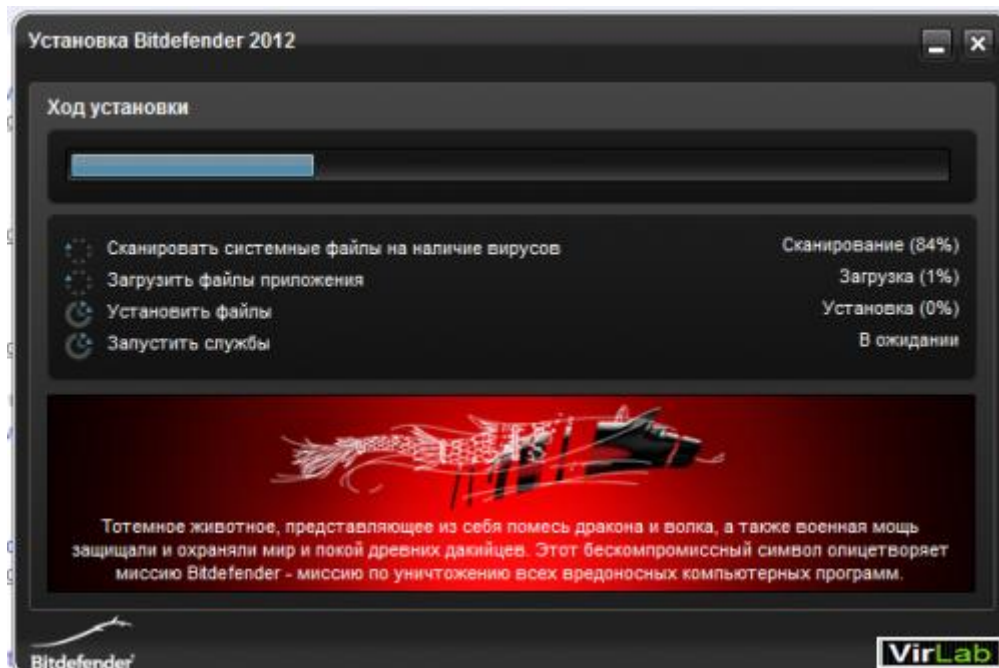 Установка Bitdefender 2012
Ход установки
Сканировать системные файлы на наличие вирусов Сканирование (84%)
Загрузить файлы приложения Загрузка (1%)
Установить файлы Установка (0%)
Запустить службы В ожидании
Тотемное животное, представляющее из себя помесь дракона и волка, а также военная мощь
защищали и охраняли мир и покой древних дакийцев. Этот бескомпромиссный символ олицетворяет
миссию Bitdefender - миссию по уничтожению всех вредоносных компьютерных программ.
Bitdefender
VirLab